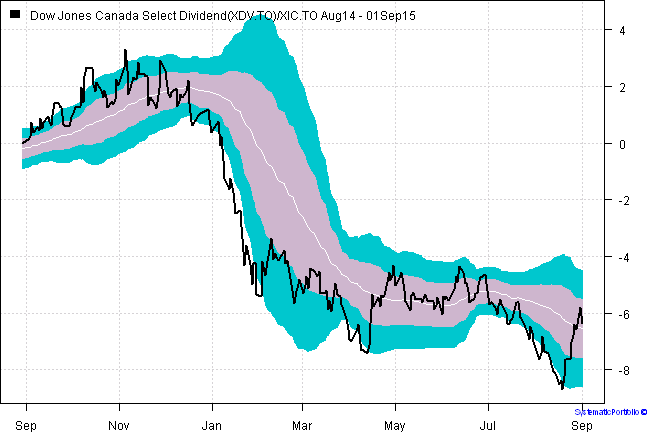 Dow Jones Canada Select Dividend(XDV.TO)/XIC.TO Aug14 - 01Sep15
4
2
0
-2
-4
-6
-8
Sep Nov Jan Mar May Jul Sep
SystematicPortfolio ©